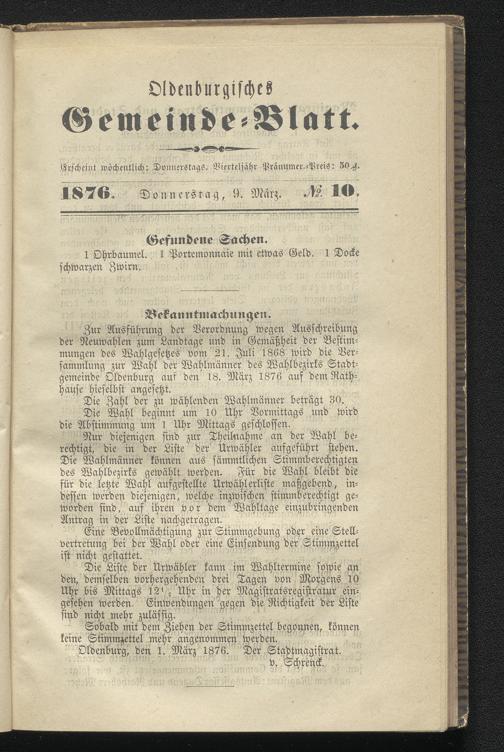 Oldenburgisches
Gemeinde-Blatt.
Erscheint wöchentlich: Donnerstags. Vierteljähr. Pränumer.-Preis: 50 ₰.
1876. Donnerstag, 9. März. № 10.
Gefundene Sachen.
1 Ohrbaumel. 1 Portemonnaie mit etwas Geld. 1 Docke
schwarzen Zwirn.
Bekanntmachungen.
Zur Ausführung der Verordnung wegen Ausschreibung
der Neuwahlen zum Landtage und in Gemäßheit der Bestim-
mungen des Wahlgesetzes vom 21. Juli 1868 wird die Ver-
sammlung zur Wahl der Wahlmänner des Wahlbezirks Stadt-
gemeinde Oldenburg auf den 18. März 1876 auf dem Rath-
hause hieselbst angesetzt.
Die Zahl der zu wählenden Wahlmänner beträgt 30.
Die Wahl beginnt um 10 Uhr Vormittags und wird
die Abstimmung um 1 Uhr Mittags geschlossen.
Nur diejenigen sind zur Theilnahme an der Wahl be-
rechtigt, die in der Liste der Urwähler aufgeführt stehen.
Die Wahlmänner können aus sämmtlichen Stimmberechtigten
des Wahlbezirks gewählt werden. Für die Wahl bleibt die
für die letzte Wahl aufgestellte Urwählerliste maßgebend, in-
dessen werden diejenigen, welche inzwischen stimmberechtigt ge-
worden sind, auf ihren vor dem Wahltage einzubringenden
Antrag in der Liste nachgetragen.
Eine Bevollmächtigung zur Stimmgebung oder eine Stell-
vertretung bei der Wahl oder eine Einsendung der Stimmzettel
ist nicht gestattet.
Die Liste der Urwähler kann im Wahltermine sowie an
den, demselben vorhergehenden drei Tagen von Morgens 10
Uhr bis Mittags 12½ Uhr in der Magistratsregistratur ein-
gesehen werden. Einwendungen gegen die Richtigkeit der Liste
sind nicht mehr zulässig.
Sobald mit dem Ziehen der Stimmzettel begonnen, können
keine Stimmzettel mehr angenommen werden.
Oldenburg, den 1. März 1876. Der Stadtmagistrat.
v. Schrenck.